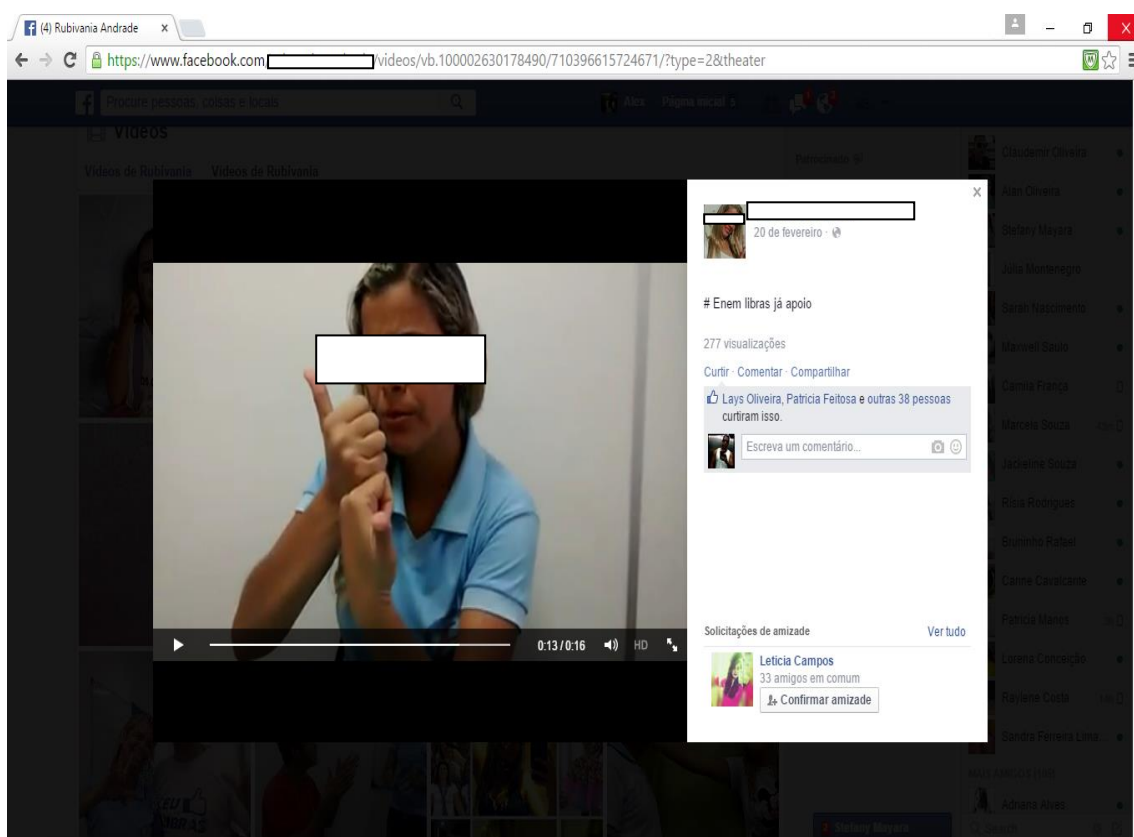 (4) Rubivania Andrade
https://www.facebook.com
/videos/vb.100002630178490/710396615724671/?type=2&theater
Procute pessoas, coisas e locais
Alex Página inicial
Vídeos
Vídeos de Rubivania Vídeos de Rubivania
20 de fevereiro
# Enem libras já apoio
277 visualizações
Curtir · Comentar · Compartilhar
Lays Oliveira, Patricia Feitosa e outras 38 pessoas
curtiram isso.
Escreva um comentário...
0:13 / 0:16 HD
Solicitações de amizade Ver tudo
Leticia Campos
33 amigos em comum
Confirmar amizade
Claudemir Oliveira
Alan Oliveira
Stefany Mayara
Júlia Montenegro
Sarah Nascimento
Maxwell Saulo
Camila França
Marcela Souza
Jackeline Souza
Rísia Rodrigues
Bruninho Rafael
Canne Cavalcante
Patricia Manos
Lorena Conceição
Raylene Costa
Sandra Ferreira Lima...
MAIS AMIGOS
Adriana Alves
Stefany Mayara